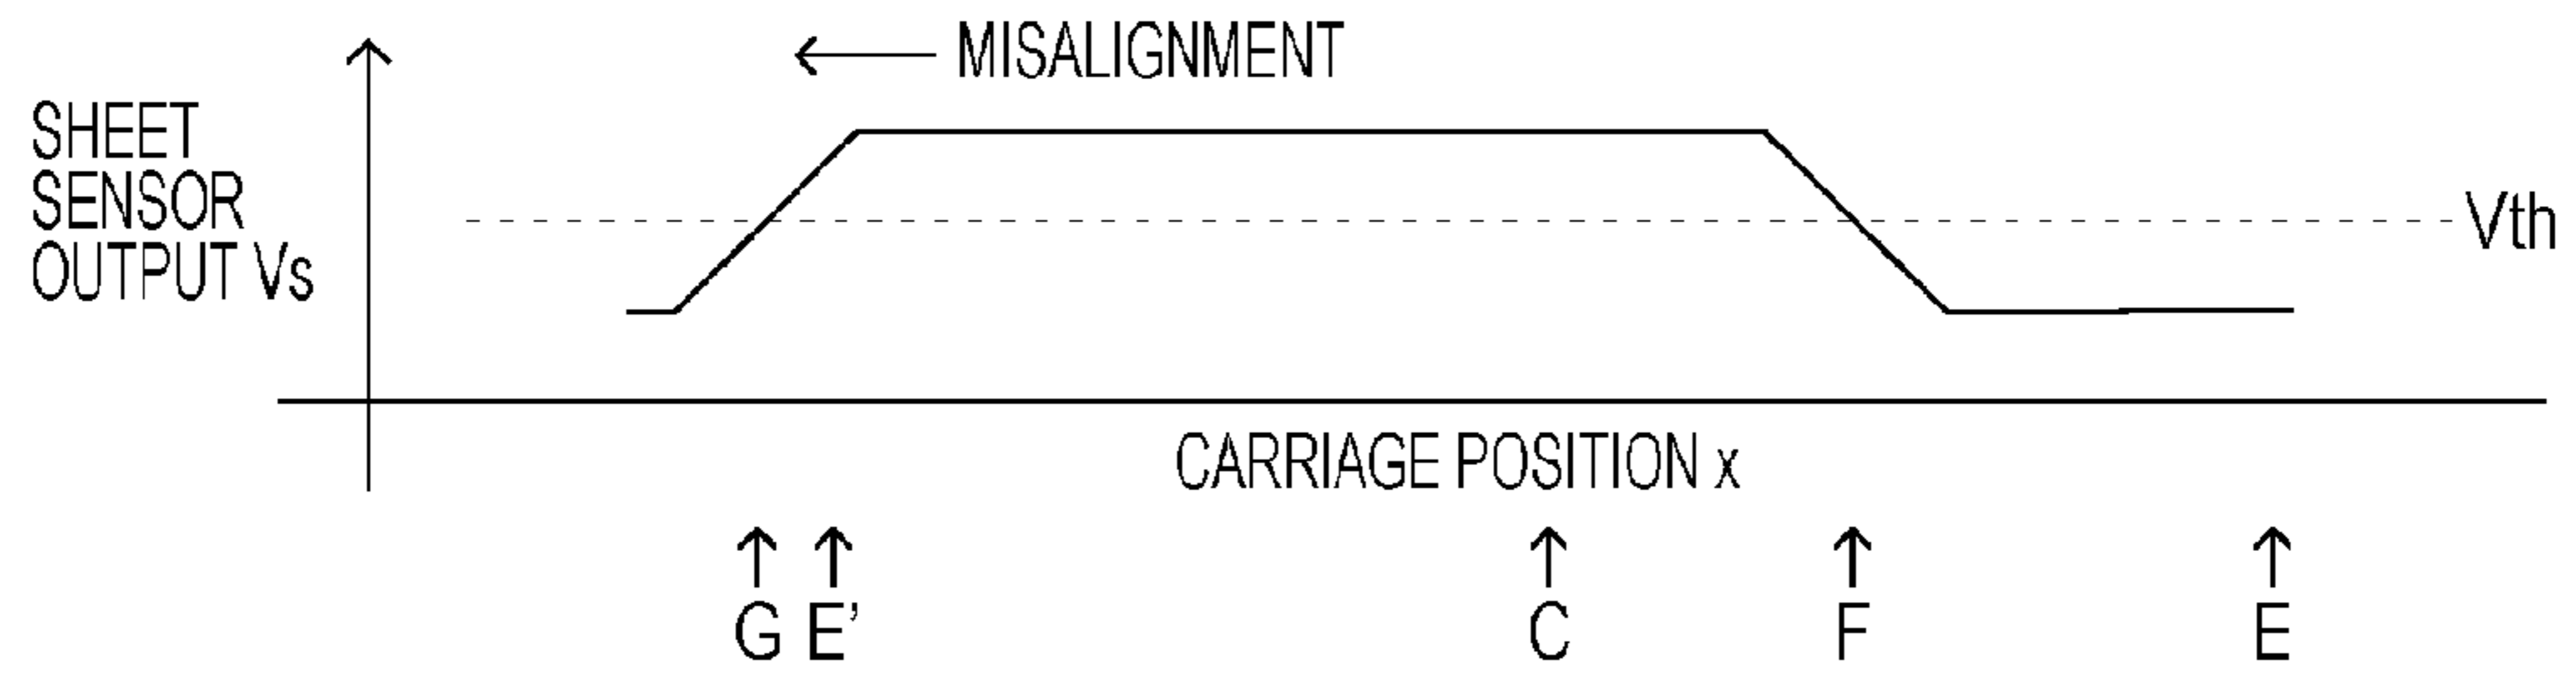 ← MISALIGNMENT
SHEET
SENSOR
OUTPUT Vs
Vth
CARRIAGE POSITION x
G E' C F E